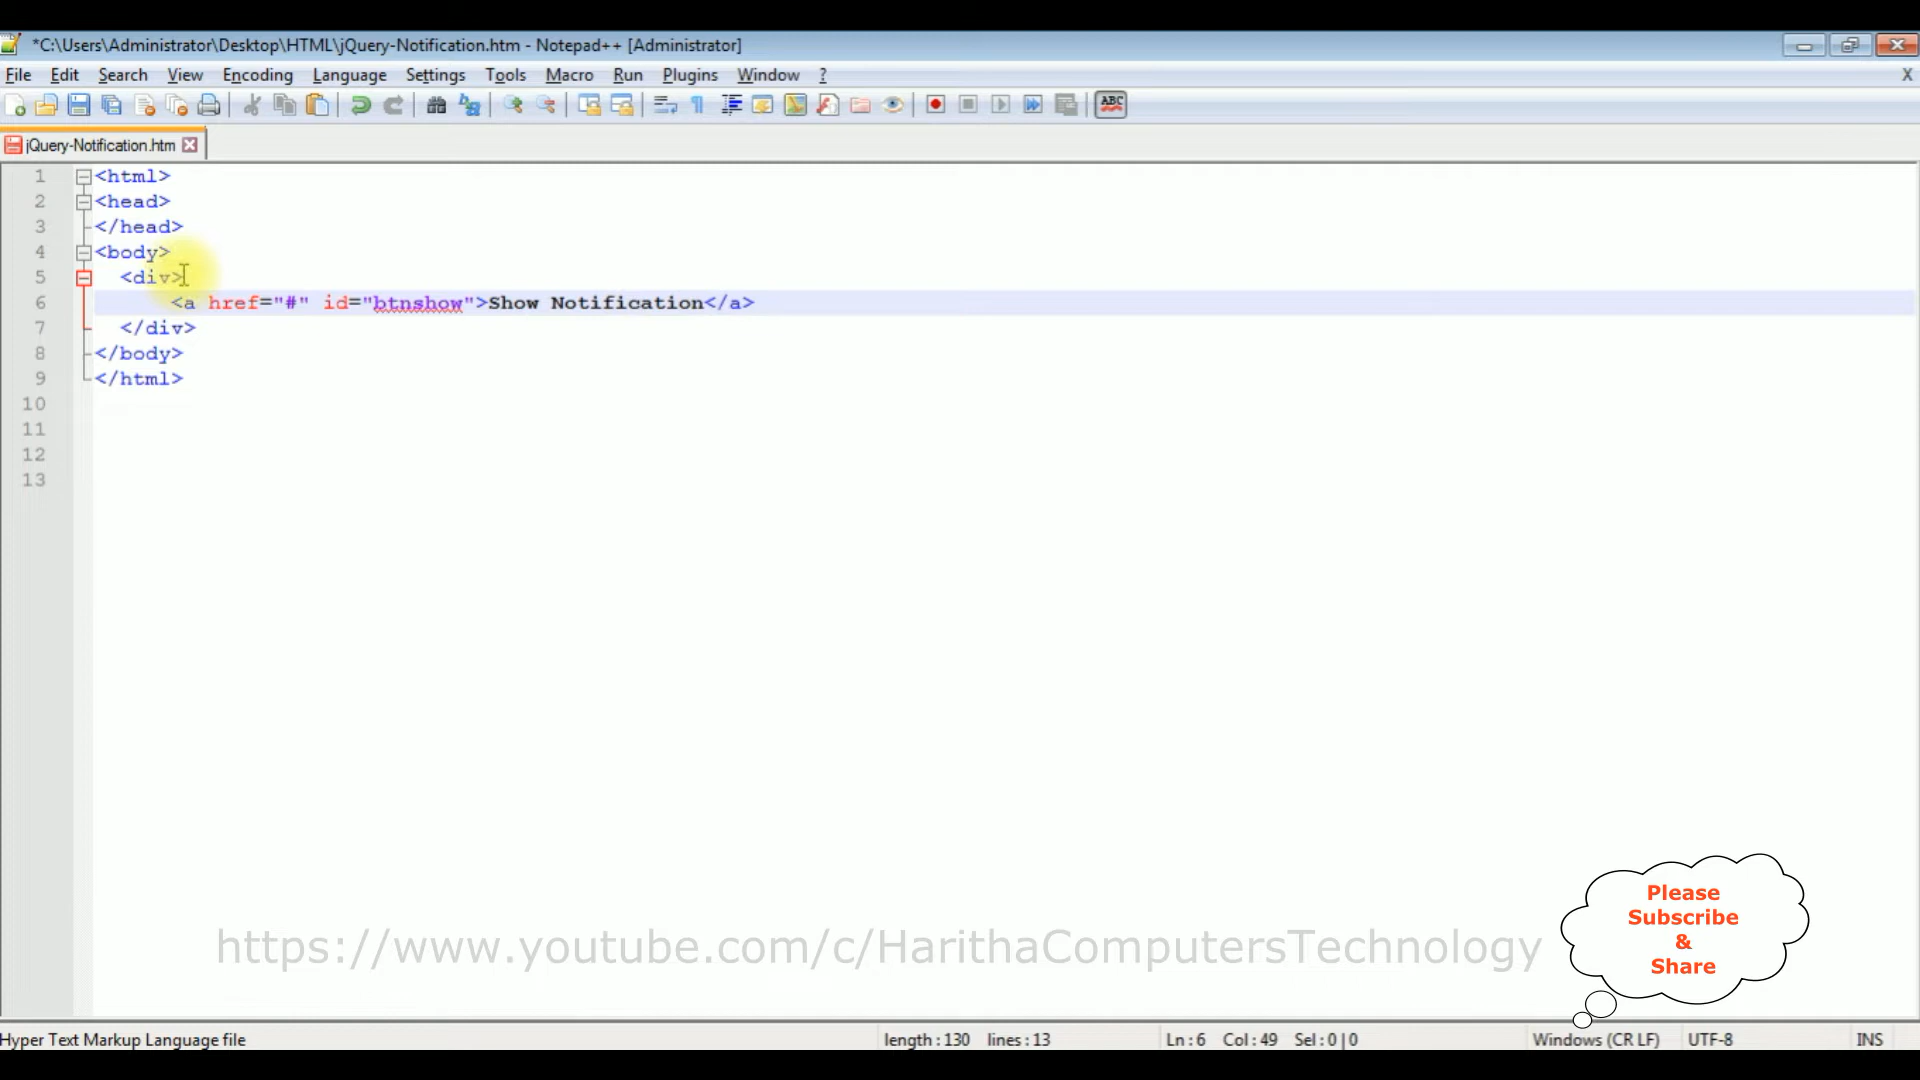 *C:\Users\Administrator\Desktop\HTML\jQuery-Notification.htm - Notepad++ [Administrator]
File Edit Search View Encoding Language Settings Tools Macro Run Plugins Window ? X
ABC
jQuery-Notification.htm
1 <html>
2 <head>
3 </head>
4 <body>
5 <div>
6 <a href="#" id="btnshow">Show Notification</a>
7 </div>
8 </body>
9 </html>
10
11
12
13
Please
Subscribe
&
Share
https://www.youtube.com/c/HarithaComputersTechnology
Hyper Text Markup Language file length : 130 lines : 13 Ln : 6 Col : 49 Sel : 0 | 0 Windows (CR LF) UTF-8 INS